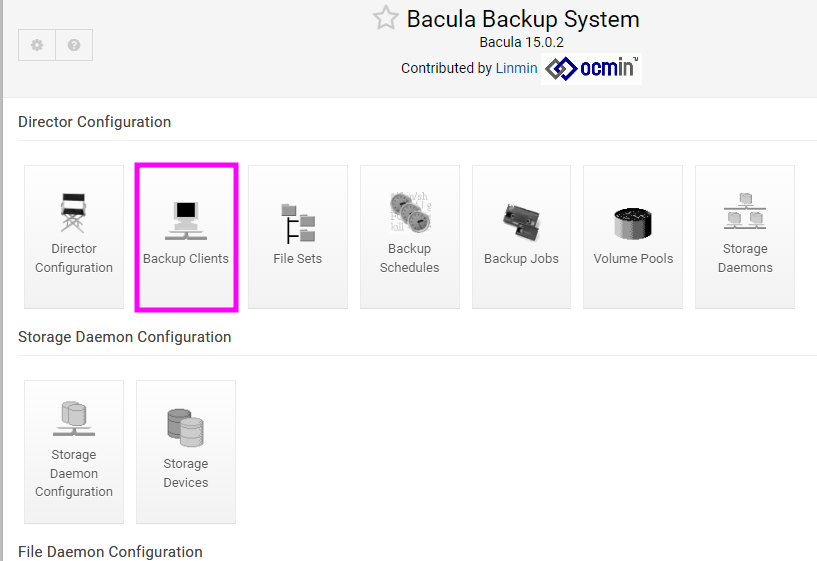 Bacula Backup System
Bacula 15.0.2
Contributed by Linmin ocmin™
Director Configuration
Director
Configuration
Backup Clients
File Sets
Backup
Schedules
Backup Jobs
Volume Pools
Storage
Daemons
Storage Daemon Configuration
Storage
Daemon
Configuration
Storage
Devices
File Daemon Configuration